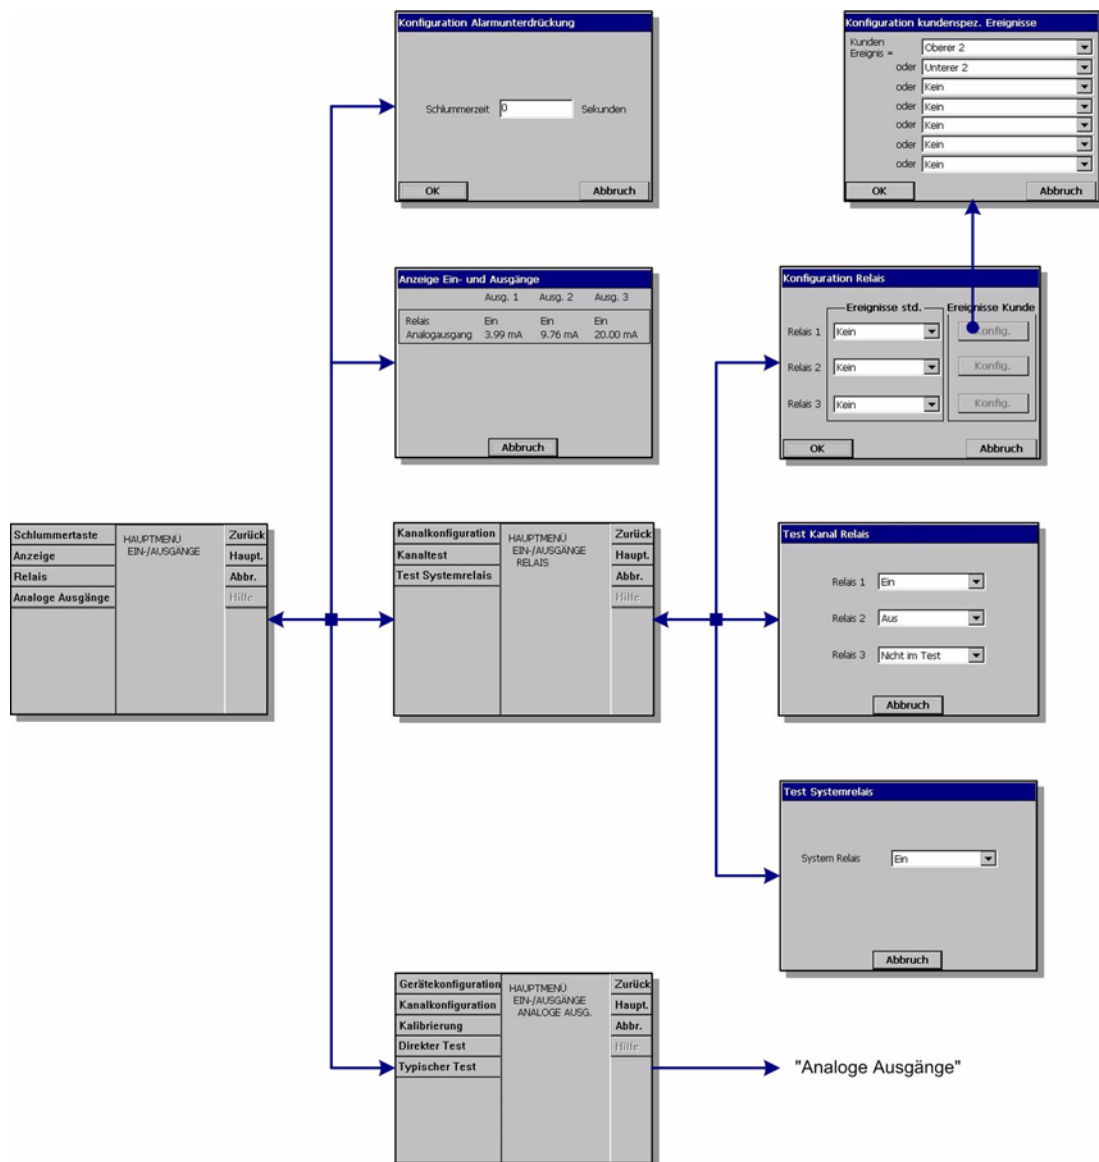 Konfiguration Alarmunterdrückung
Schlummerzeit 0 Sekunden
OK Abbruch
Konfiguration kundenspez. Ereignisse
Kunden
Ereignis = Oberer 2
oder Unterer 2
oder Kein
oder Kein
oder Kein
oder Kein
oder Kein
OK Abbruch
Anzeige Ein- und Ausgänge
Ausg. 1 Ausg. 2 Ausg. 3
Relais Ein Ein Ein
Analogausgang 3.99 mA 9.76 mA 20.00 mA
Abbruch
Konfiguration Relais
Ereignisse std. Ereignisse Kunde
Relais 1 Kein Konfig.
Relais 2 Kein Konfig.
Relais 3 Kein Konfig.
OK Abbruch
Schlummertaste
Anzeige
Relais
Analoge Ausgänge
HAUPTMENÜ
EIN-/AUSGÄNGE
Zurück
Haupt.
Abbr.
Hilfe
Kanalkonfiguration
Kanaltest
Test Systemrelais
HAUPTMENÜ
EIN-/AUSGÄNGE
RELAIS
Zurück
Haupt.
Abbr.
Hilfe
Test Kanal Relais
Relais 1 Ein
Relais 2 Aus
Relais 3 Nicht im Test
Abbruch
Test Systemrelais
System Relais Ein
Abbruch
Gerätekonfiguration
Kanalkonfiguration
Kalibrierung
Direkter Test
Typischer Test
HAUPTMENÜ
EIN-/AUSGÄNGE
ANALOGE AUSG.
Zurück
Haupt.
Abbr.
Hilfe
"Analoge Ausgänge"